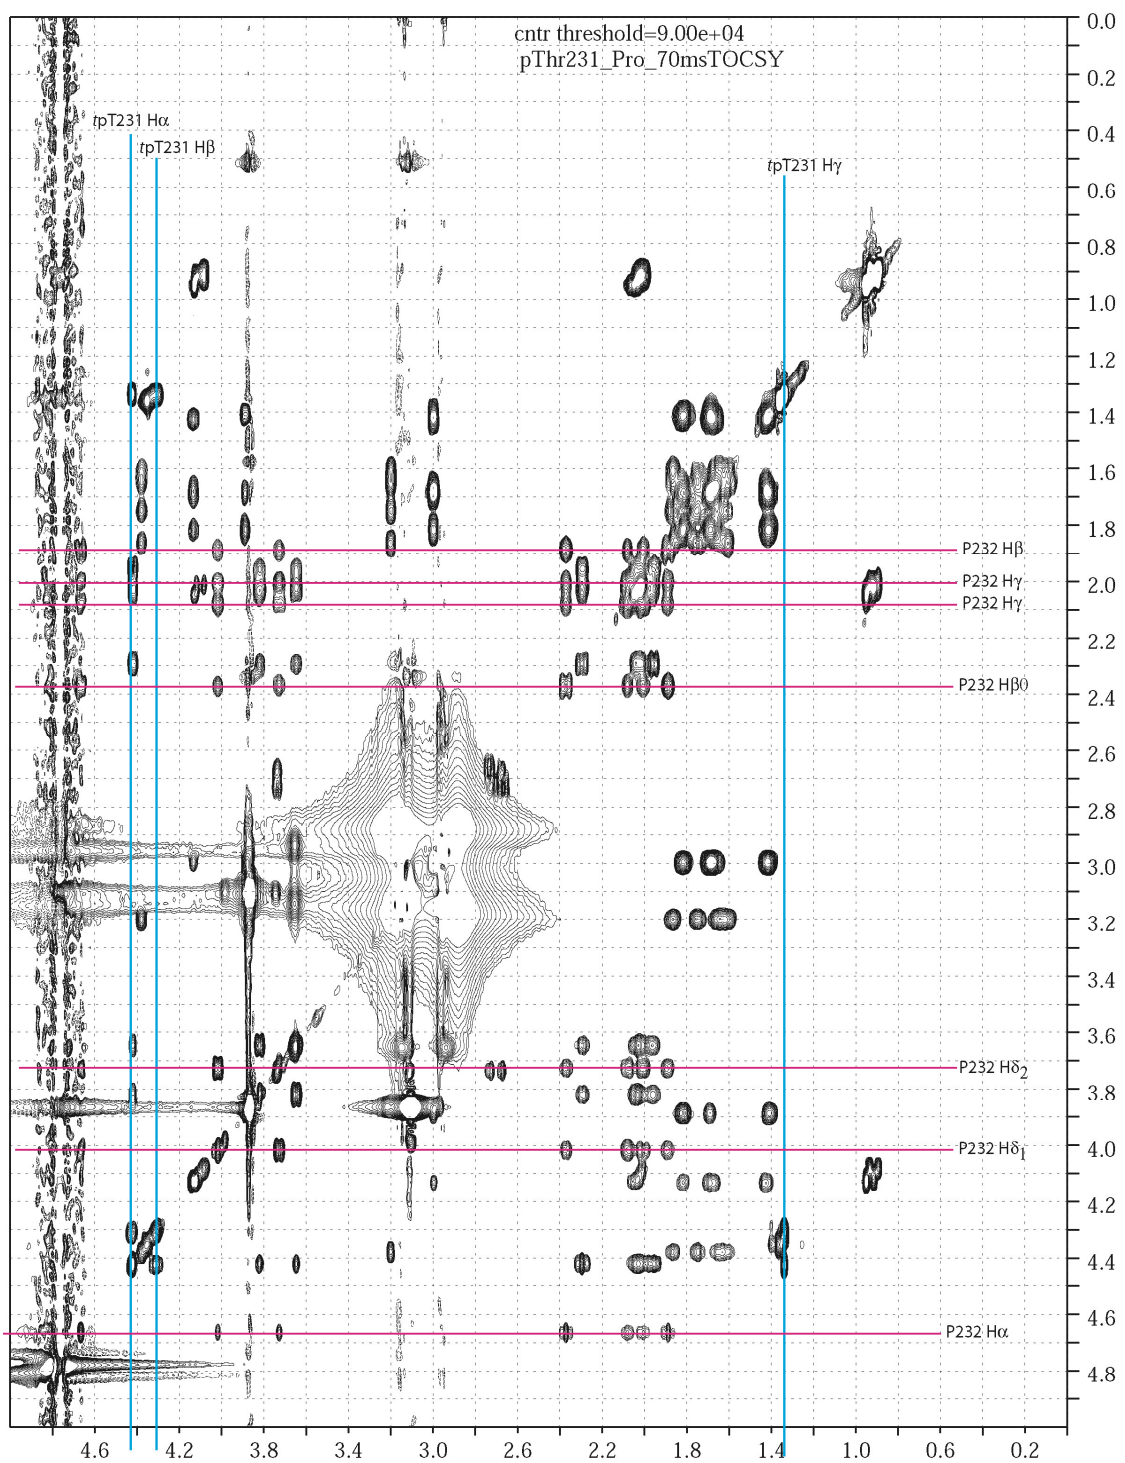 cntr threshold=9.00e+04
pThr231_Pro_70msTOCSY
0.0
0.2
tpT231 Hα
0.4
tpT231 Hβ
tpT231 Hγ
0.6
0.8
1.0
1.2
1.4
1.6
1.8
P232 Hβ
P232 Hγ
2.0
P232 Hγ
2.2
P232 Hβ0
2.4
2.6
2.8
3.0
3.2
3.4
3.6
P232 Hδ2
3.8
P232 Hδ1
4.0
4.2
4.4
P232 Hα
4.6
4.8
4.6 4.2 3.8 3.4 3.0 2.6 2.2 1.8 1.4 1.0 0.6 0.2